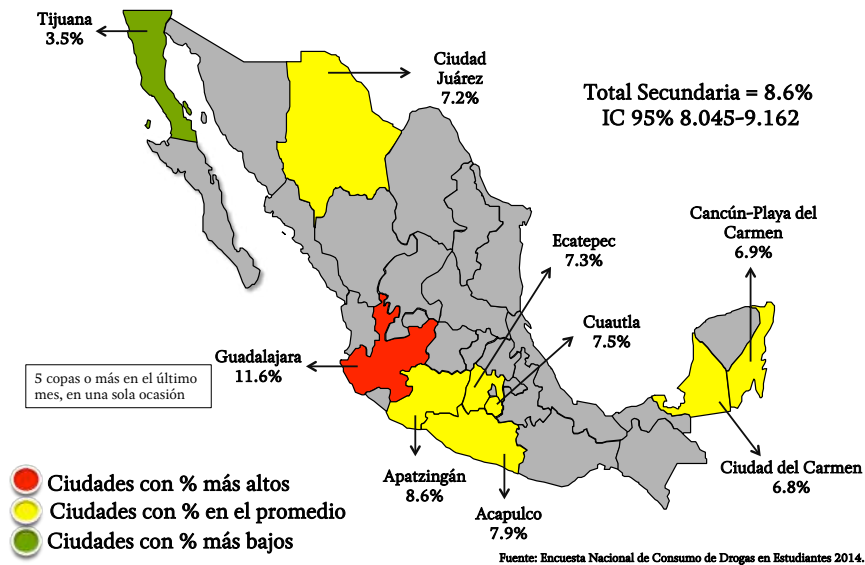 Tijuana
3.5%
Ciudad
Juárez
7.2%
Total Secundaria = 8.6%
IC 95% 8.045-9.162
Cancún-Playa del
Carmen
6.9%
Ecatepec
7.3%
Cuautla
7.5%
Guadalajara
11.6%
5 copas o más en el último
mes, en una sola ocasión
Apatzingán
8.6%
Acapulco
7.9%
Ciudad del Carmen
6.8%
Ciudades con % más altos
Ciudades con % en el promedio
Ciudades con % más bajos
Fuente: Encuesta Nacional de Consumo de Drogas en Estudiantes 2014.